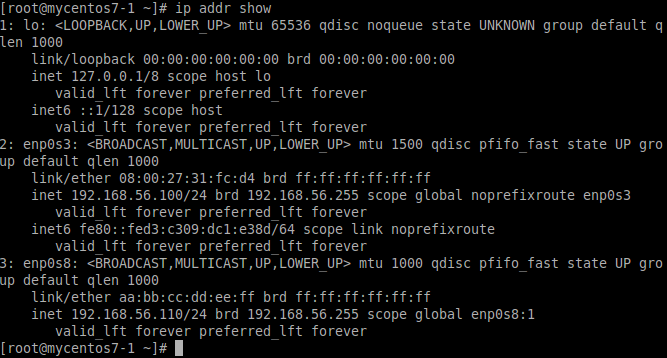 [root@mycentos7-1 ~]# ip addr show
1: lo: <LOOPBACK,UP,LOWER_UP> mtu 65536 qdisc noqueue state UNKNOWN group default q
len 1000
    link/loopback 00:00:00:00:00:00 brd 00:00:00:00:00:00
    inet 127.0.0.1/8 scope host lo
       valid_lft forever preferred_lft forever
    inet6 ::1/128 scope host
       valid_lft forever preferred_lft forever
2: enp0s3: <BROADCAST,MULTICAST,UP,LOWER_UP> mtu 1500 qdisc pfifo_fast state UP gro
up default qlen 1000
    link/ether 08:00:27:31:fc:d4 brd ff:ff:ff:ff:ff:ff
    inet 192.168.56.100/24 brd 192.168.56.255 scope global noprefixroute enp0s3
       valid_lft forever preferred_lft forever
    inet6 fe80::fed3:c309:dc1:e38d/64 scope link noprefixroute
       valid_lft forever preferred_lft forever
3: enp0s8: <BROADCAST,MULTICAST,UP,LOWER_UP> mtu 1000 qdisc pfifo_fast state UP gro
up default qlen 1000
    link/ether aa:bb:cc:dd:ee:ff brd ff:ff:ff:ff:ff:ff
    inet 192.168.56.110/24 brd 192.168.56.255 scope global enp0s8:1
       valid_lft forever preferred_lft forever
[root@mycentos7-1 ~]#